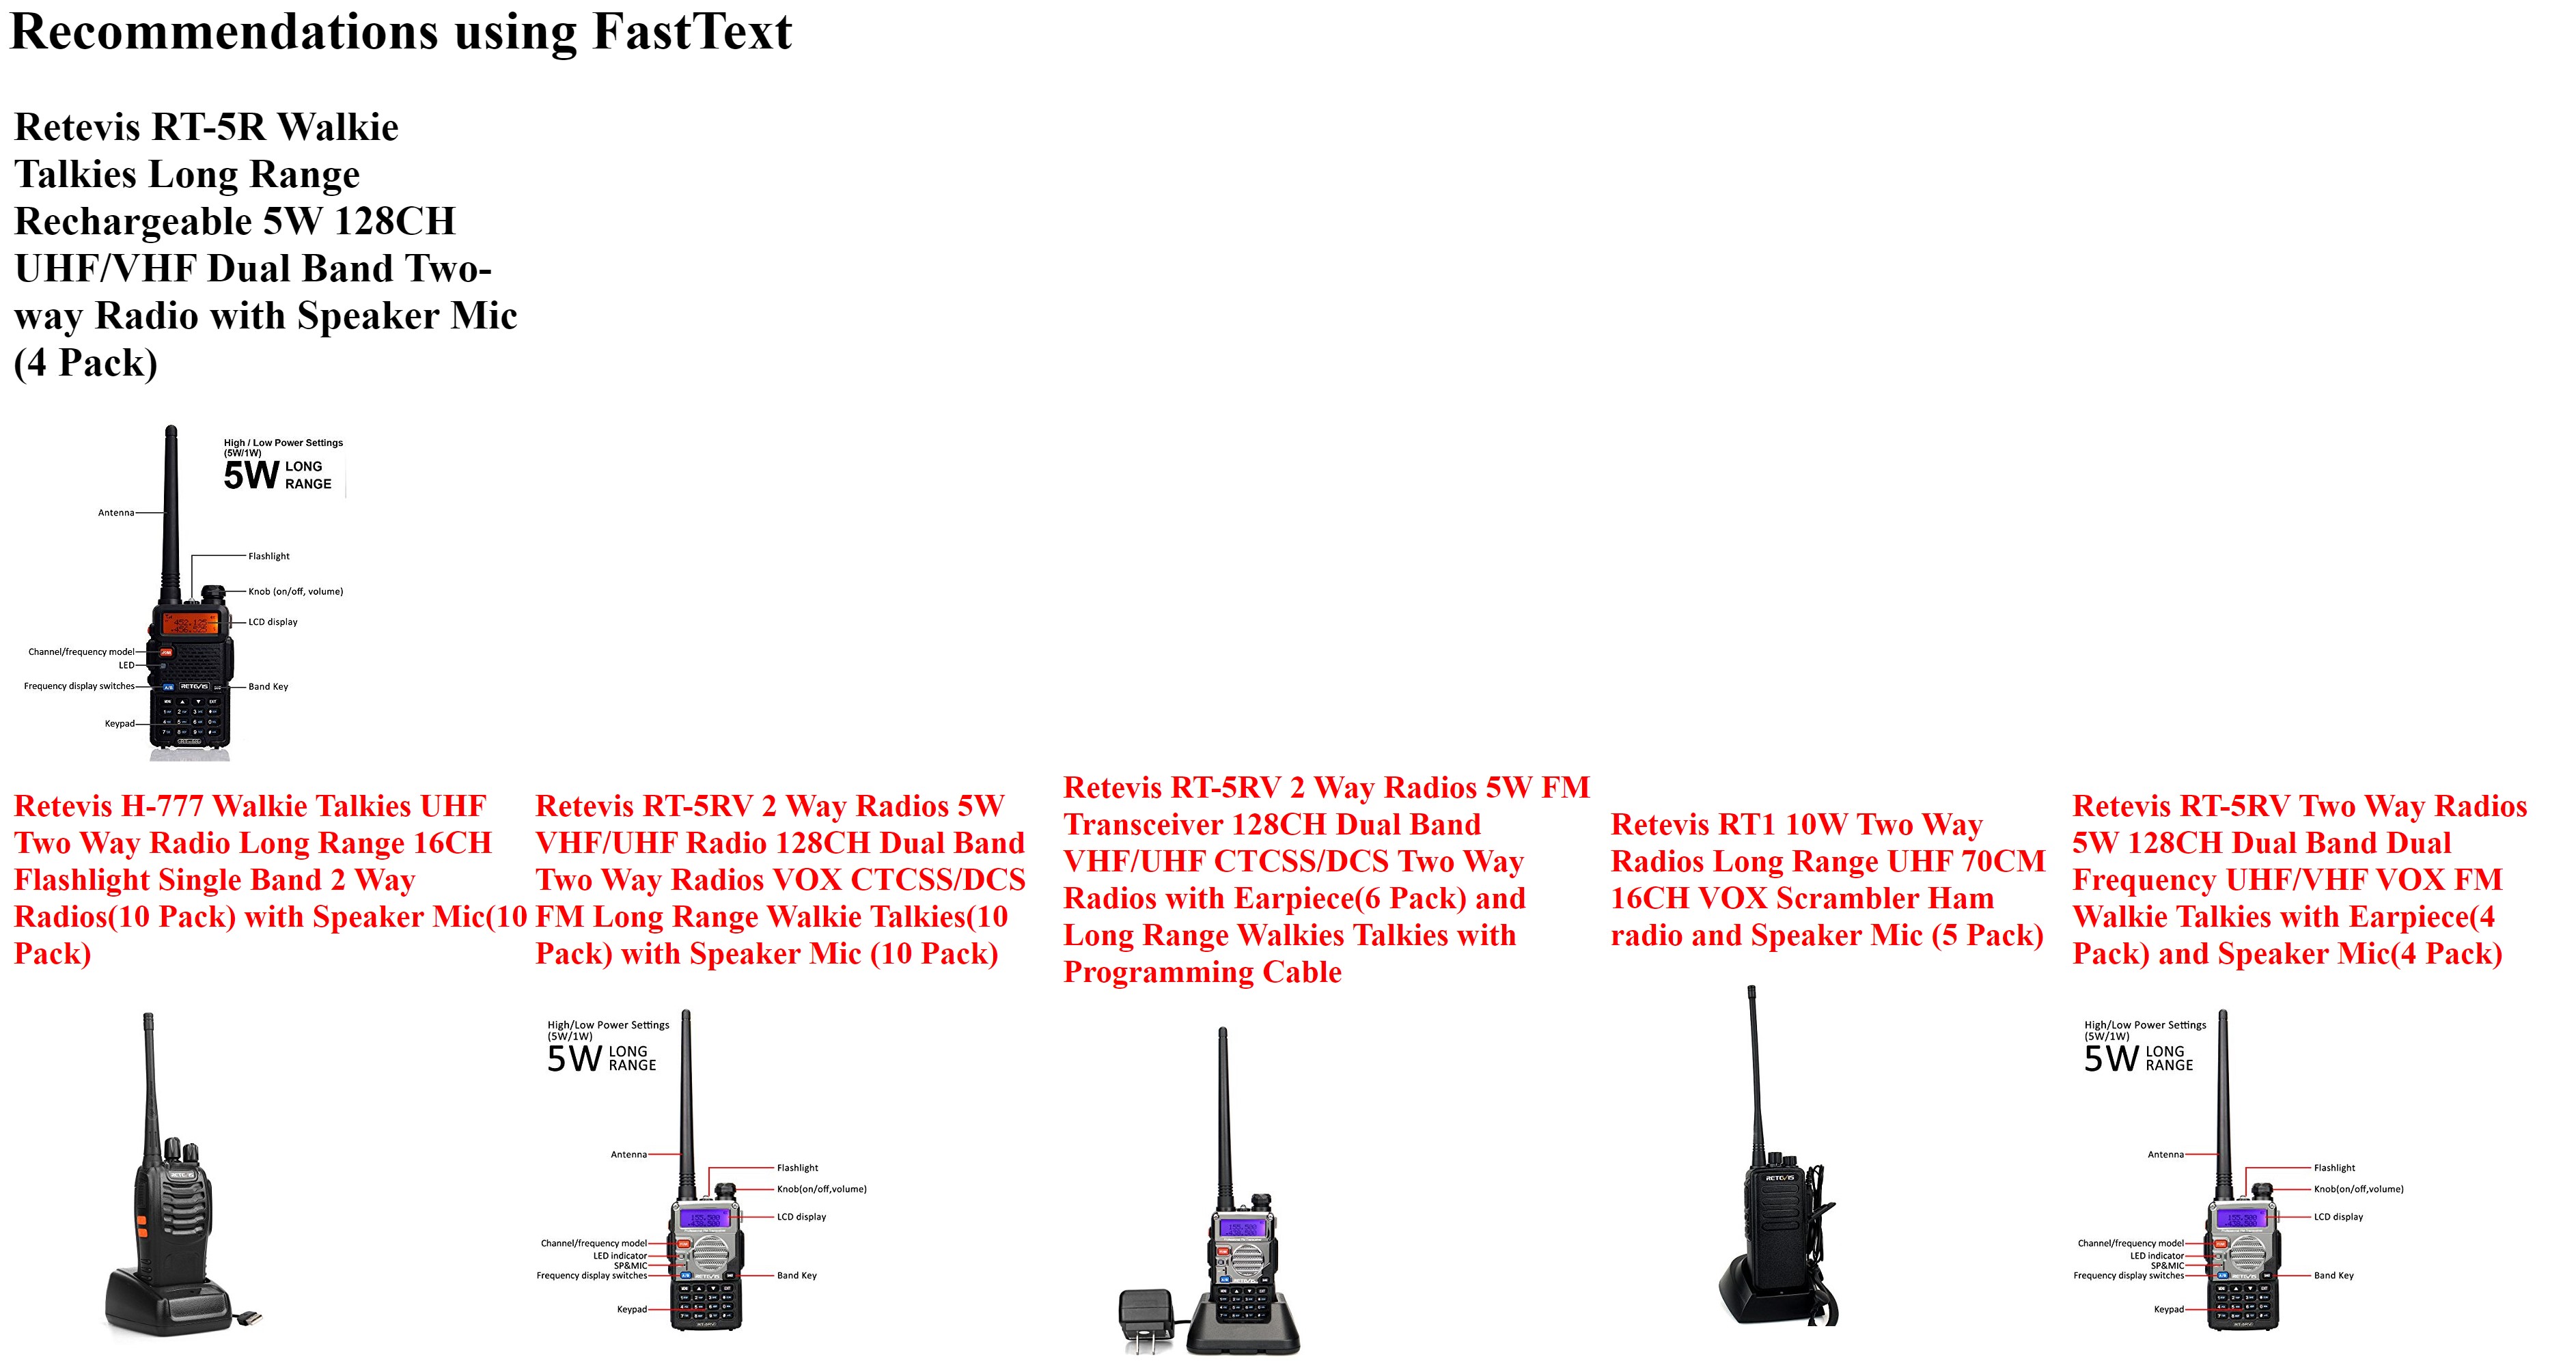 Recommendations using FastText
Retevis RT-5R Walkie
Talkies Long Range
Rechargeable 5W 128CH
UHF/VHF Dual Band Two-
way Radio with Speaker Mic
(4 Pack)
High / Low Power Settings
(5W/1W)
5W LONG
RANGE
Antenna
Flashlight
Knob (on/off, volume)
LCD display
Channel/frequency model
LED
Frequency display switches
Band Key
Keypad
RETEVIS
Retevis H-777 Walkie Talkies UHF
Two Way Radio Long Range 16CH
Flashlight Single Band 2 Way
Radios(10 Pack) with Speaker Mic(10
Pack)
RETEVIS
Retevis RT-5RV 2 Way Radios 5W
VHF/UHF Radio 128CH Dual Band
Two Way Radios VOX CTCSS/DCS
FM Long Range Walkie Talkies(10
Pack) with Speaker Mic (10 Pack)
High/Low Power Settings
(5W/1W)
5W LONG
RANGE
Antenna
Flashlight
Knob(on/off,volume)
LCD display
Channel/frequency model
LED indicator
SP&MIC
Frequency display switches
Band Key
Keypad
RETEVIS
Retevis RT-5RV 2 Way Radios 5W FM
Transceiver 128CH Dual Band
VHF/UHF CTCSS/DCS Two Way
Radios with Earpiece(6 Pack) and
Long Range Walkies Talkies with
Programming Cable
RETEVIS
Retevis RT1 10W Two Way
Radios Long Range UHF 70CM
16CH VOX Scrambler Ham
radio and Speaker Mic (5 Pack)
RETEVIS
Retevis RT-5RV Two Way Radios
5W 128CH Dual Band Dual
Frequency UHF/VHF VOX FM
Walkie Talkies with Earpiece(4
Pack) and Speaker Mic(4 Pack)
High/Low Power Settings
(5W/1W)
5W LONG
RANGE
Antenna
Flashlight
Knob(on/off,volume)
LCD display
Channel/frequency model
LED indicator
SP&MIC
Frequency display switches
Band Key
Keypad
RETEVIS